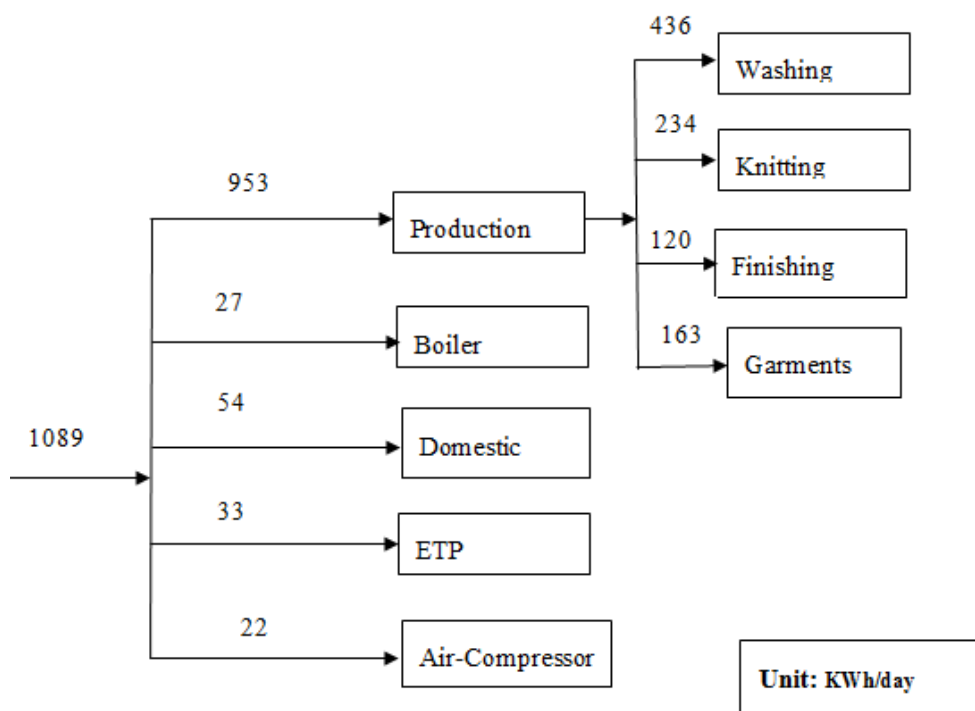 436
Washing
234
Knitting
953
Production
120
Finishing
27
Boiler
163
Garments
54
1089
Domestic
33
ETP
22
Air-Compressor
Unit: KWh/day